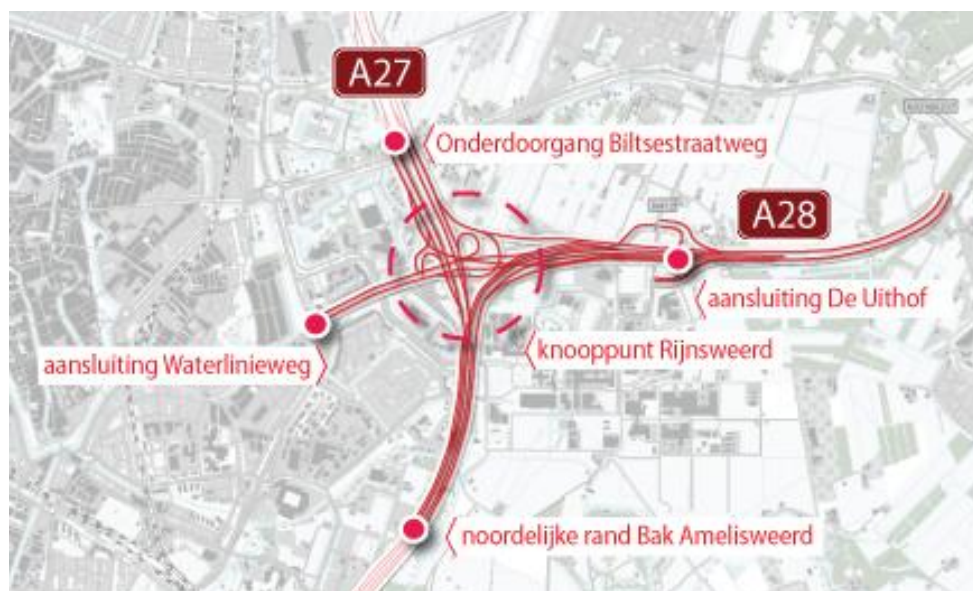 A27
Onderdoorgang Biltsestraatweg
A28
aansluiting De Uithof
aansluiting Waterlinieweg
knooppunt Rijnsweerd
noordelijke rand Bak Amelisweerd